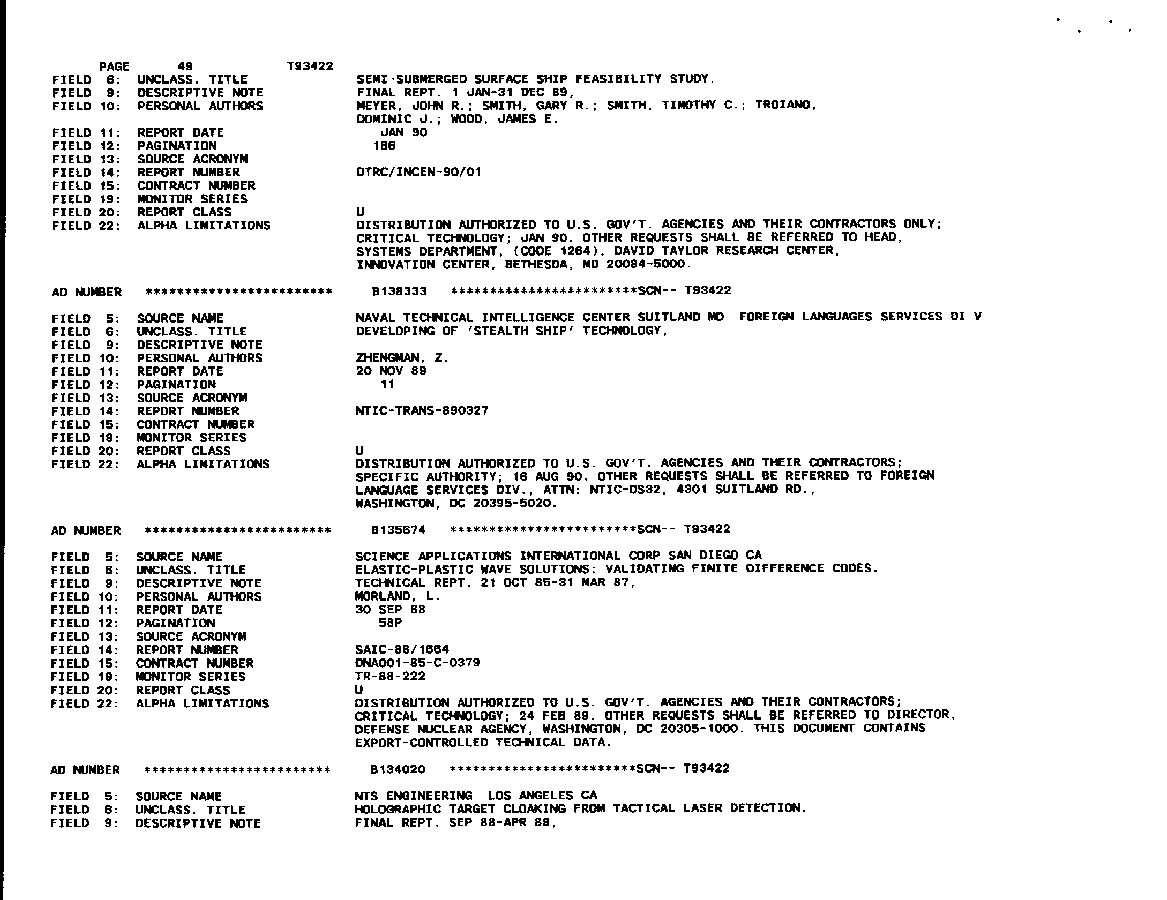 PAGE 49 T93422
FIELD 6: UNCLASS. TITLE SEMI-SUBMERGED SURFACE SHIP FEASIBILITY STUDY.
FIELD 9: DESCRIPTIVE NOTE FINAL REPT. 1 JAN-31 DEC 89,
FIELD 10: PERSONAL AUTHORS MEYER, JOHN R.; SMITH, GARY R.; SMITH, TIMOTHY C.; TROIANO,
DOMINIC J.; WOOD, JAMES E.
FIELD 11: REPORT DATE JAN 90
FIELD 12: PAGINATION 186
FIELD 13: SOURCE ACRONYM
FIELD 14: REPORT NUMBER DTRC/INCEN-90/01
FIELD 15: CONTRACT NUMBER
FIELD 19: MONITOR SERIES
FIELD 20: REPORT CLASS U
FIELD 22: ALPHA LIMITATIONS DISTRIBUTION AUTHORIZED TO U.S. GOV'T. AGENCIES AND THEIR CONTRACTORS ONLY;
CRITICAL TECHNOLOGY; JAN 90. OTHER REQUESTS SHALL BE REFERRED TO HEAD,
SYSTEMS DEPARTMENT, (CODE 1264), DAVID TAYLOR RESEARCH CENTER,
INNOVATION CENTER, BETHESDA, MD 20084-5000.
AD NUMBER ************************ B138333 ************************SCN-- T93422
FIELD 5: SOURCE NAME NAVAL TECHNICAL INTELLIGENCE CENTER SUITLAND MD FOREIGN LANGUAGES SERVICES DI V
FIELD 6: UNCLASS. TITLE DEVELOPING OF 'STEALTH SHIP' TECHNOLOGY,
FIELD 9: DESCRIPTIVE NOTE
FIELD 10: PERSONAL AUTHORS ZHENGMAN, Z.
FIELD 11: REPORT DATE 20 NOV 89
FIELD 12: PAGINATION 11
FIELD 13: SOURCE ACRONYM
FIELD 14: REPORT NUMBER NTIC-TRANS-890327
FIELD 15: CONTRACT NUMBER
FIELD 19: MONITOR SERIES
FIELD 20: REPORT CLASS U
FIELD 22: ALPHA LIMITATIONS DISTRIBUTION AUTHORIZED TO U.S. GOV'T. AGENCIES AND THEIR CONTRACTORS;
SPECIFIC AUTHORITY; 16 AUG 90. OTHER REQUESTS SHALL BE REFERRED TO FOREIGN
LANGUAGE SERVICES DIV., ATTN: NTIC-DS32, 4301 SUITLAND RD.,
WASHINGTON, DC 20395-5020.
AD NUMBER ************************ B135674 ************************SCN-- T93422
FIELD 5: SOURCE NAME SCIENCE APPLICATIONS INTERNATIONAL CORP SAN DIEGO CA
FIELD 6: UNCLASS. TITLE ELASTIC-PLASTIC WAVE SOLUTIONS: VALIDATING FINITE DIFFERENCE CODES.
FIELD 9: DESCRIPTIVE NOTE TECHNICAL REPT. 21 OCT 85-31 MAR 87,
FIELD 10: PERSONAL AUTHORS MORLAND, L.
FIELD 11: REPORT DATE 30 SEP 88
FIELD 12: PAGINATION 58P
FIELD 13: SOURCE ACRONYM
FIELD 14: REPORT NUMBER SAIC-88/1664
FIELD 15: CONTRACT NUMBER DNA001-85-C-0379
FIELD 19: MONITOR SERIES TR-88-222
FIELD 20: REPORT CLASS U
FIELD 22: ALPHA LIMITATIONS DISTRIBUTION AUTHORIZED TO U.S. GOV'T. AGENCIES AND THEIR CONTRACTORS;
CRITICAL TECHNOLOGY; 24 FEB 89. OTHER REQUESTS SHALL BE REFERRED TO DIRECTOR,
DEFENSE NUCLEAR AGENCY, WASHINGTON, DC 20305-1000. THIS DOCUMENT CONTAINS
EXPORT-CONTROLLED TECHNICAL DATA.
AD NUMBER ************************ B134020 ************************SCN-- T93422
FIELD 5: SOURCE NAME NTS ENGINEERING LOS ANGELES CA
FIELD 6: UNCLASS. TITLE HOLOGRAPHIC TARGET CLOAKING FROM TACTICAL LASER DETECTION.
FIELD 9: DESCRIPTIVE NOTE FINAL REPT. SEP 88-APR 89,